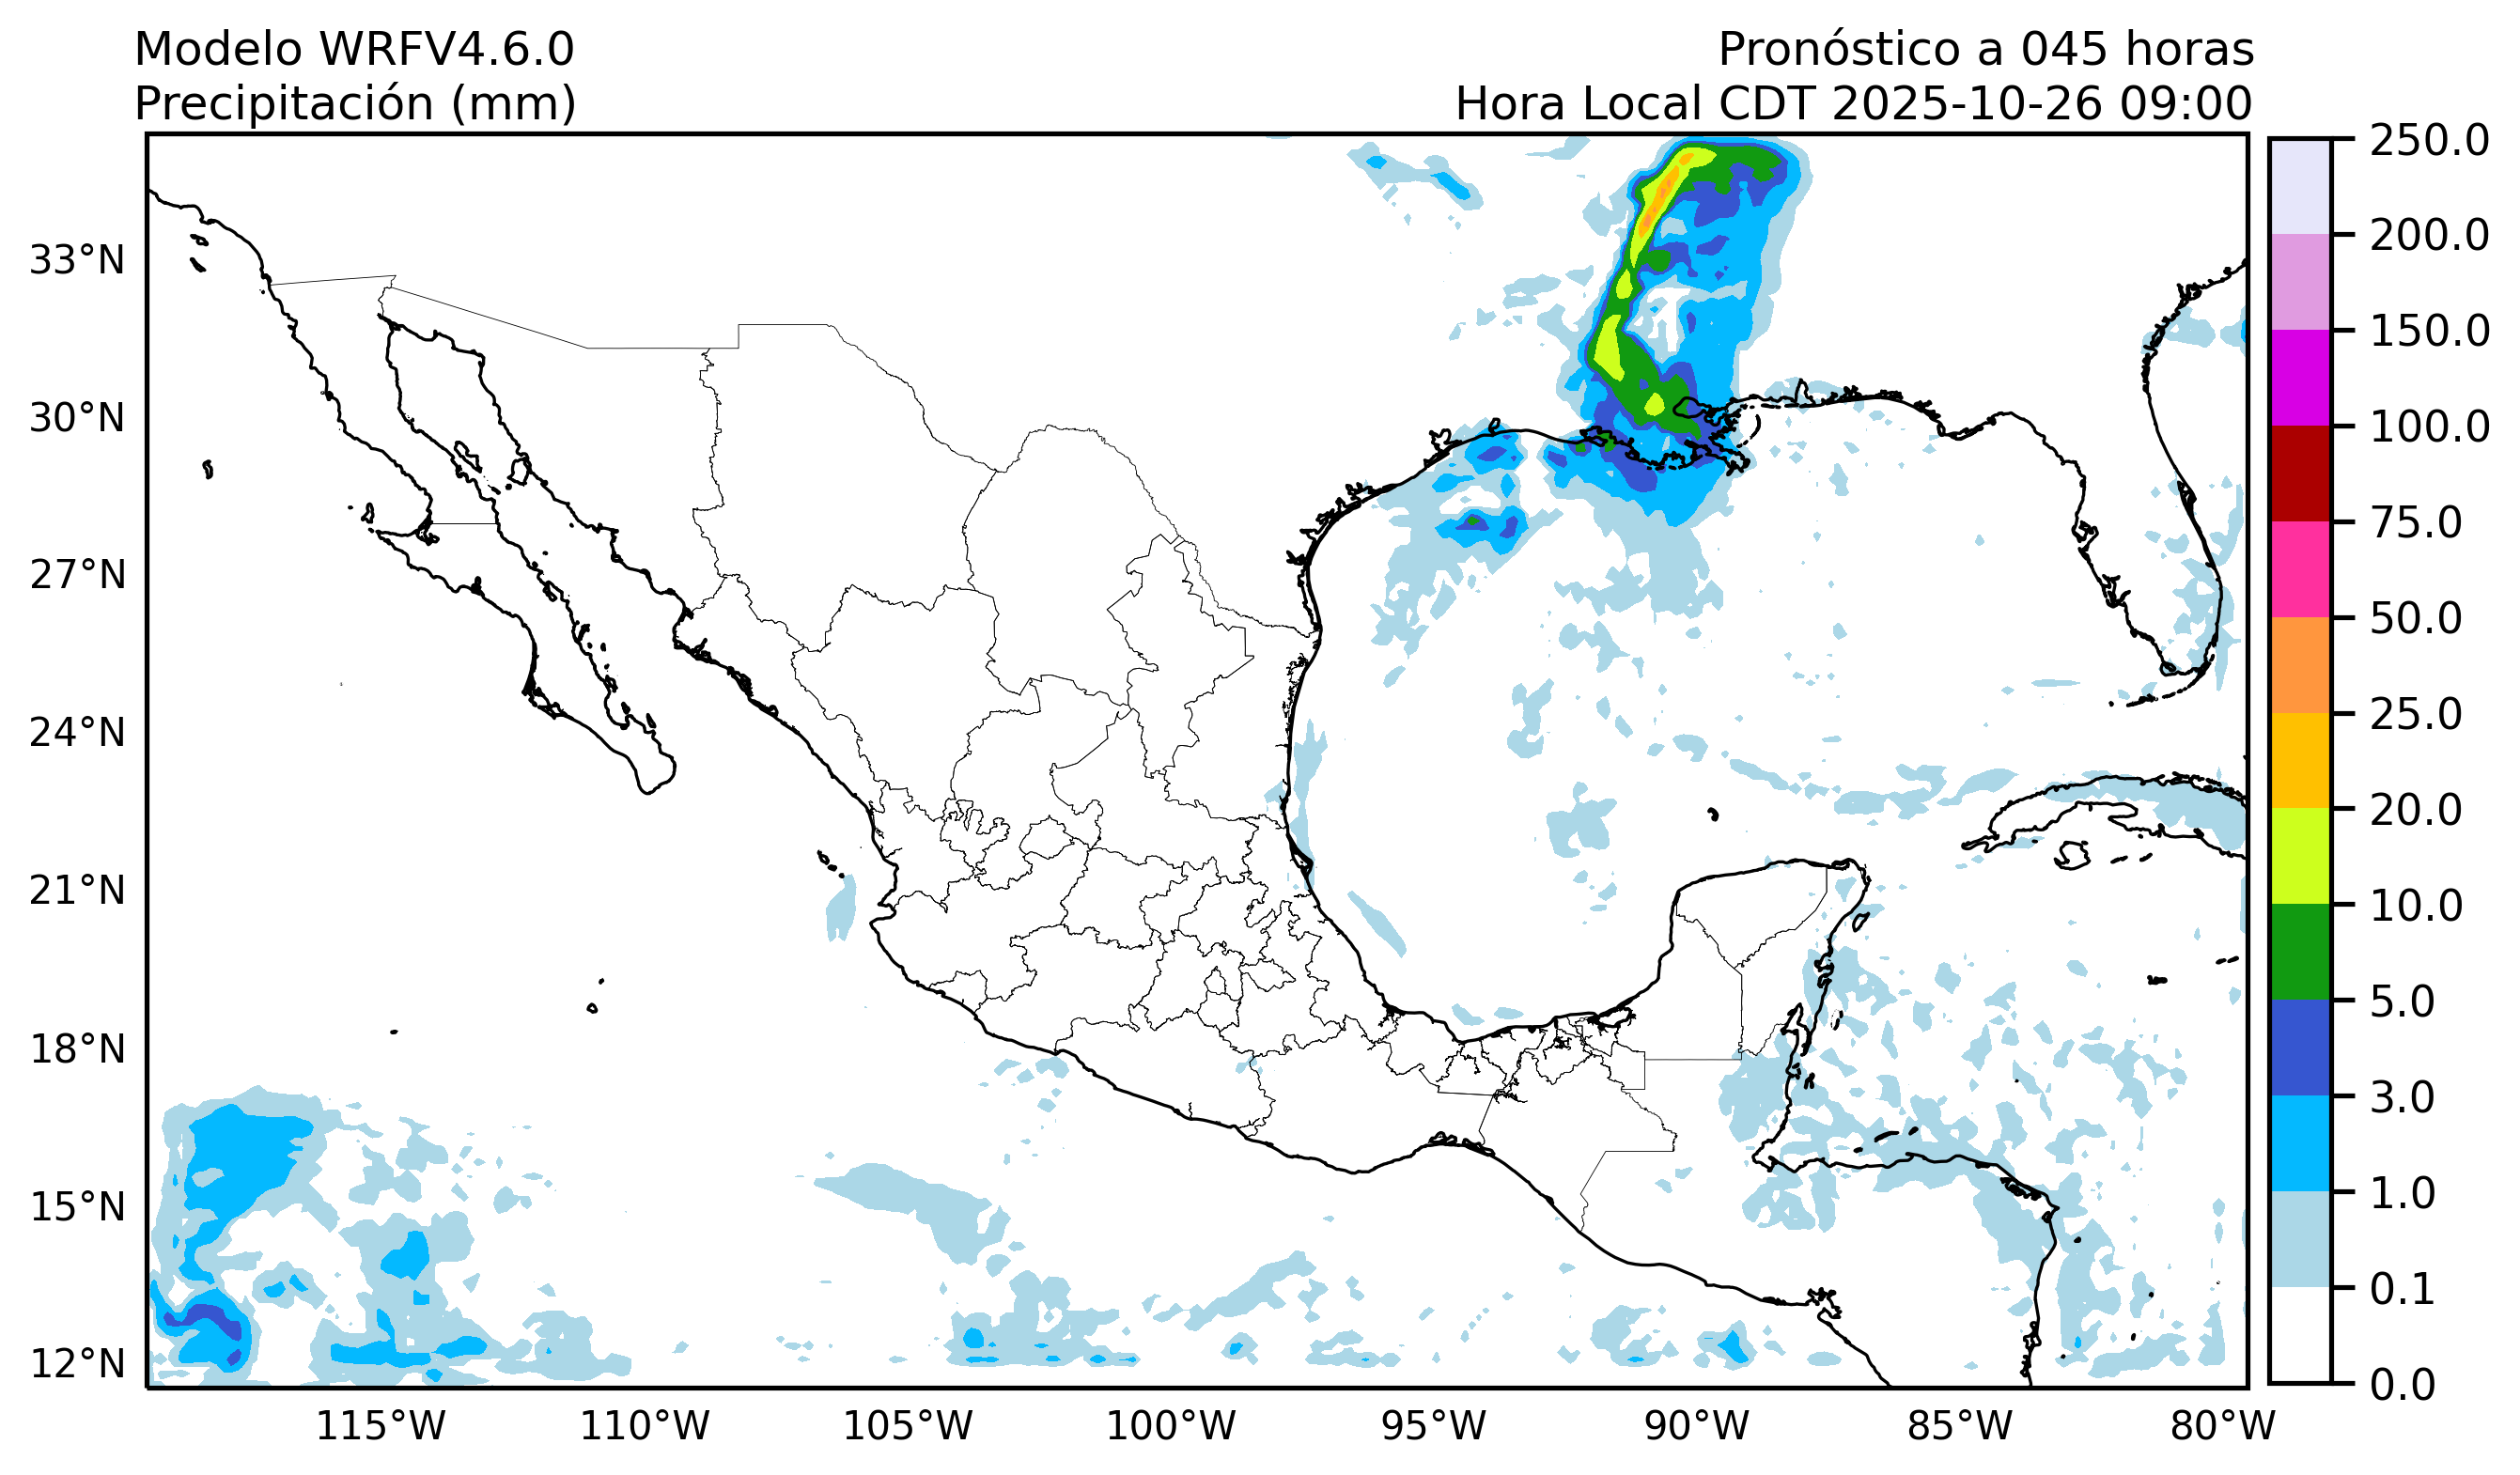 Modelo WRFV4.6.0
Precipitación (mm)
Pronóstico a 045 horas
Hora Local CDT 2025-10-26 09:00
33°N
30°N
27°N
24°N
21°N
18°N
15°N
12°N
115°W
110°W
105°W
100°W
95°W
90°W
85°W
80°W
250.0
200.0
150.0
100.0
75.0
50.0
25.0
20.0
10.0
5.0
3.0
1.0
0.1
0.0